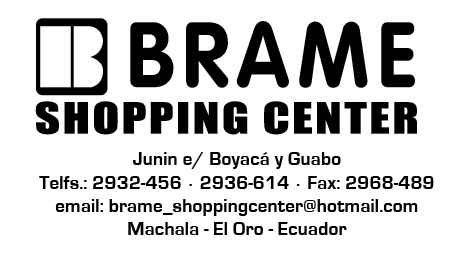 B BRAME
SHOPPING CENTER
Junin e/ Boyacá y Guabo
Telfs.: 2932-456 · 2936-614 · Fax: 2968-489
email: brame_shoppingcenter@hotmail.com
Machala - El Oro - Ecuador